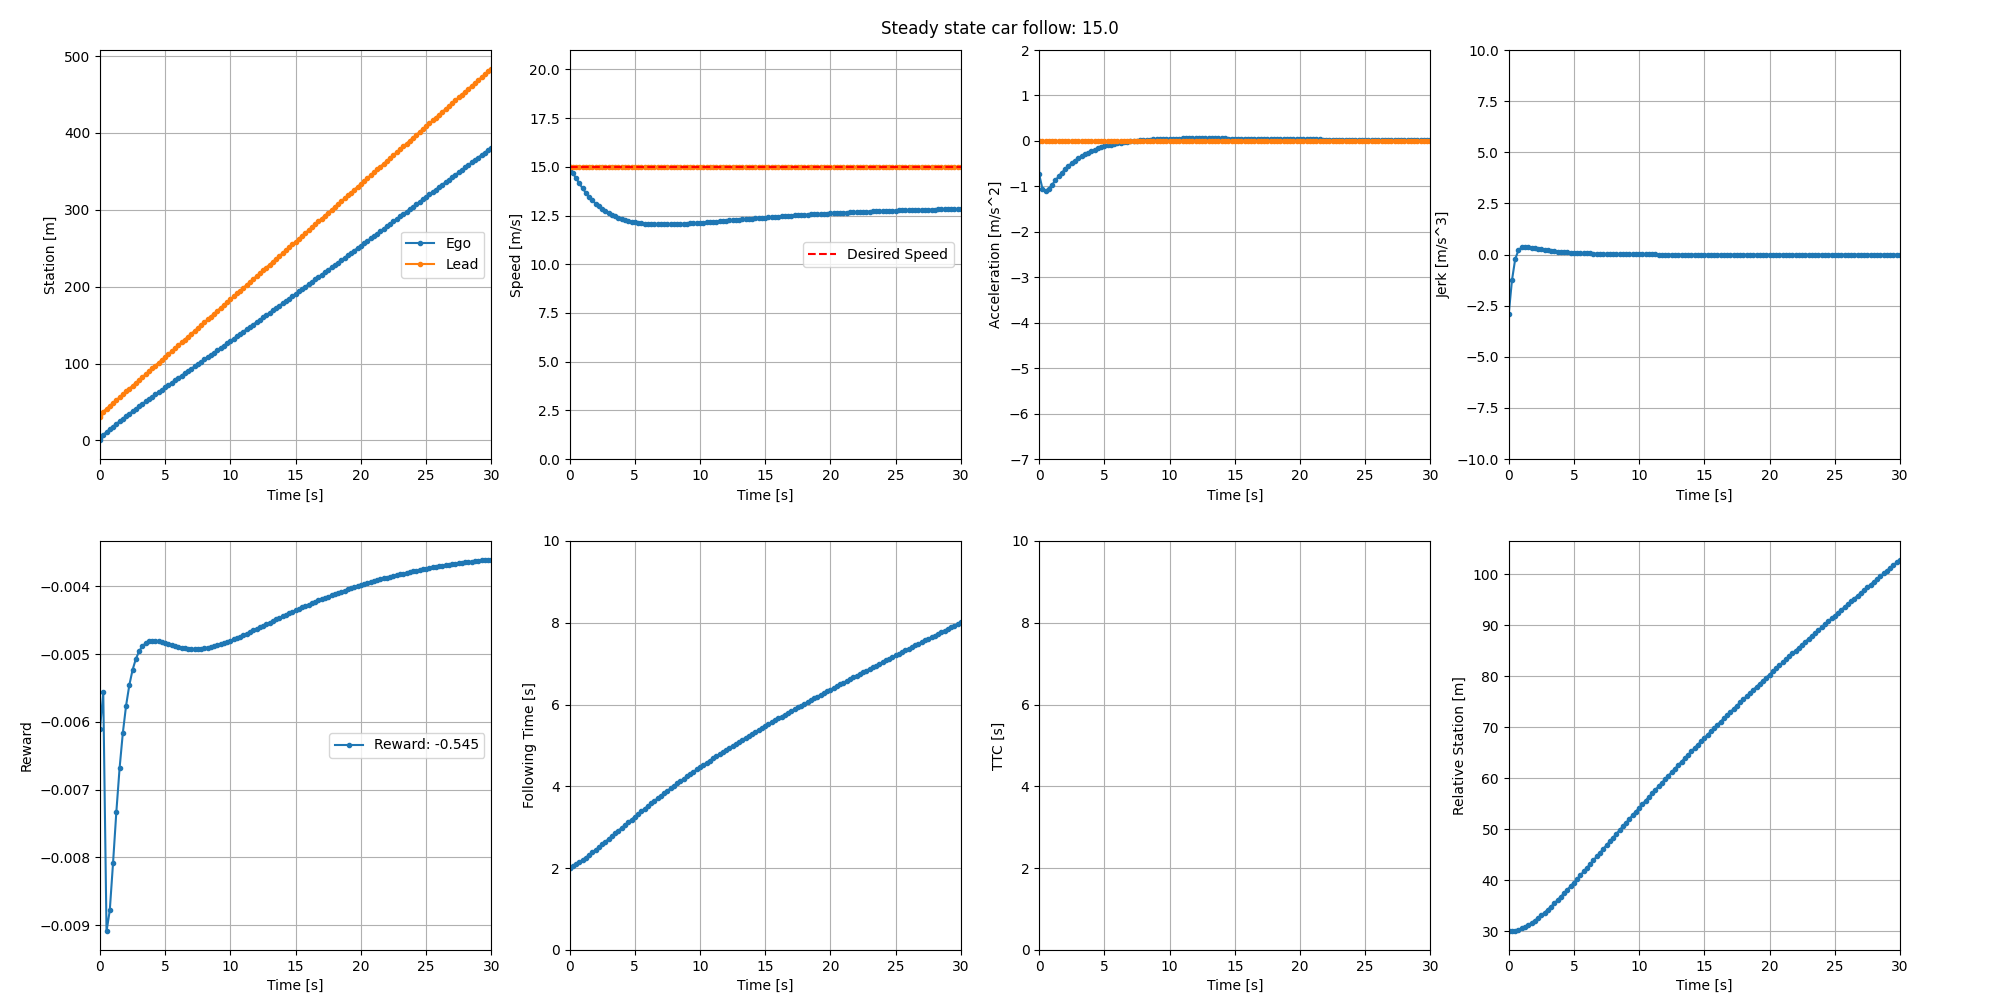 Steady state car follow: 15.0
Station [m]
500
400
300
200
100
0
Ego
Lead
0 5 10 15 20 25 30
Time [s]
Speed [m/s]
20.0
17.5
15.0
12.5
10.0
7.5
5.0
2.5
0.0
Desired Speed
0 5 10 15 20 25 30
Time [s]
Acceleration [m/s^2]
2
1
0
−1
−2
−3
−4
−5
−6
−7
0 5 10 15 20 25 30
Time [s]
Jerk [m/s^3]
10.0
7.5
5.0
2.5
0.0
−2.5
−5.0
−7.5
−10.0
0 5 10 15 20 25 30
Time [s]
Reward
−0.004
−0.005
−0.006
−0.007
−0.008
−0.009
Reward: -0.545
0 5 10 15 20 25 30
Time [s]
Following Time [s]
10
8
6
4
2
0
0 5 10 15 20 25 30
Time [s]
TTC [s]
10
8
6
4
2
0
0 5 10 15 20 25 30
Time [s]
Relative Station [m]
100
90
80
70
60
50
40
30
0 5 10 15 20 25 30
Time [s]